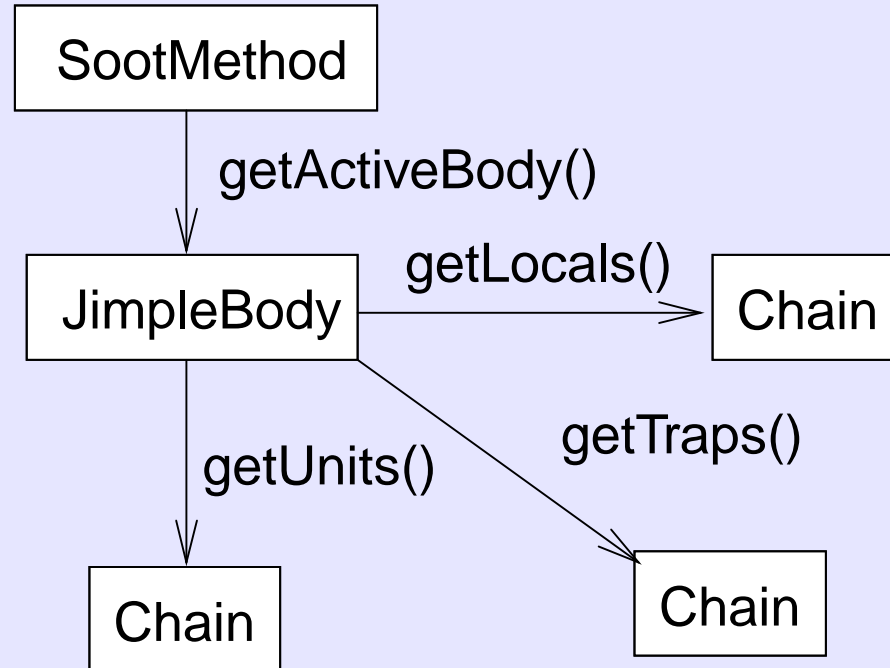 SootMethod
getActiveBody()
getLocals()
JimpleBody
Chain
getTraps()
getUnits()
Chain
Chain